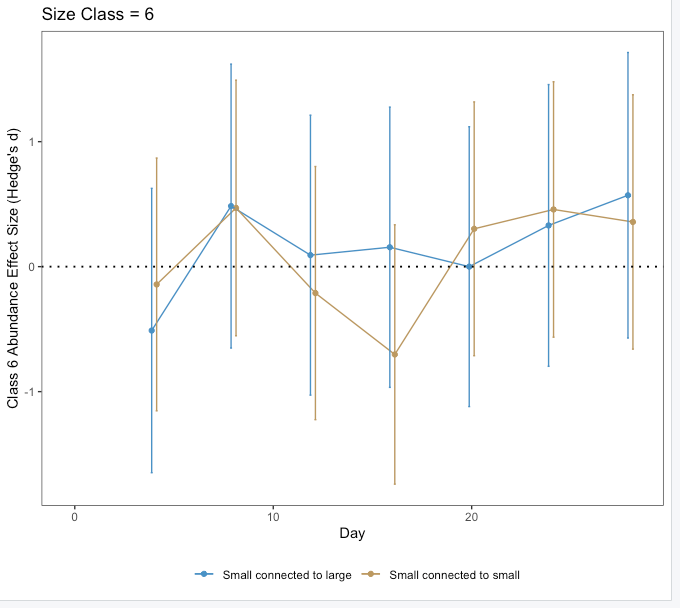 Size Class = 6
Class 6 Abundance Effect Size (Hedge's d)
1
0
-1
0 10 20
Day
Small connected to large Small connected to small